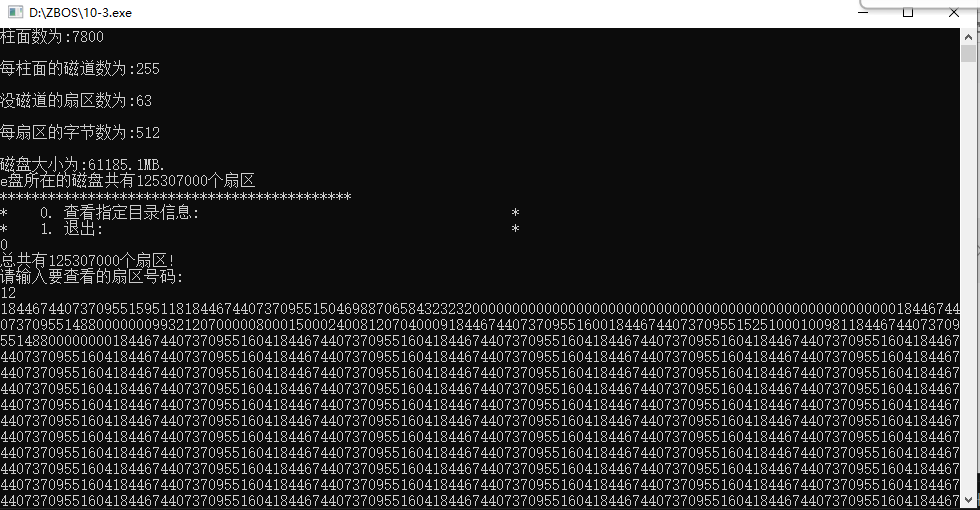 D:\ZBOS\10-3.exe
柱面数为:7800
每柱面的磁道数为:255
没磁道的扇区数为:63
每扇区的字节数为:512
磁盘大小为:61185.1MB.
e盘所在的磁盘共有125307000个扇区
********************************************
* 0. 查看指定目录信息: *
* 1. 退出: *
0
总共有125307000个扇区!
请输入要查看的扇区号码:
12
184467440737095515951181844674407370955150469887065843232320000000000000000000000000000000000000000000000000000018446744
073709551488000000099321207000008000150002400812070400091844674407370955160018446744073709551525100010098118446744073709
551488000000001844674407370955160418446744073709551604184467440737095516041844674407370955160418446744073709551604184467
440737095516041844674407370955160418446744073709551604184467440737095516041844674407370955160418446744073709551604184467
440737095516041844674407370955160418446744073709551604184467440737095516041844674407370955160418446744073709551604184467
440737095516041844674407370955160418446744073709551604184467440737095516041844674407370955160418446744073709551604184467
440737095516041844674407370955160418446744073709551604184467440737095516041844674407370955160418446744073709551604184467
440737095516041844674407370955160418446744073709551604184467440737095516041844674407370955160418446744073709551604184467
440737095516041844674407370955160418446744073709551604184467440737095516041844674407370955160418446744073709551604184467
440737095516041844674407370955160418446744073709551604184467440737095516041844674407370955160418446744073709551604184467
440737095516041844674407370955160418446744073709551604184467440737095516041844674407370955160418446744073709551604184467
440737095516041844674407370955160418446744073709551604184467440737095516041844674407370955160418446744073709551604184467
440737095516041844674407370955160418446744073709551604184467440737095516041844674407370955160418446744073709551604184467